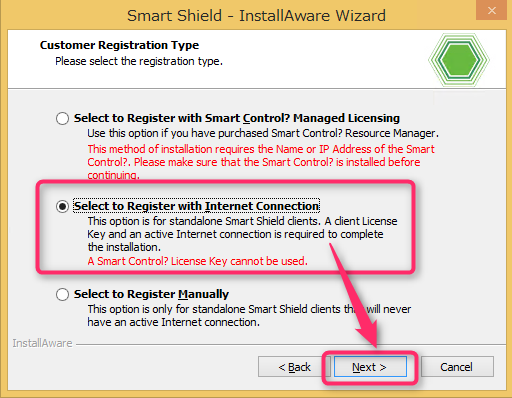 Smart Shield - InstallAware Wizard
Customer Registration Type
Please select the registration type.
Select to Register with Smart Control? Managed Licensing
Use this option if you have purchased Smart Control? Resource Manager.
This method of installation requires the Name or IP Address of the Smart
Control?. Please make sure that the Smart Control? is installed before
continuing.
Select to Register with Internet Connection
This option is for standalone Smart Shield clients. A client License
Key and an active Internet connection is required to complete
the installation.
A Smart Control? License Key cannot be used.
Select to Register Manually
This option is only for standalone Smart Shield clients that will never
have an active Internet connection.
InstallAware
< Back
Next >
Cancel